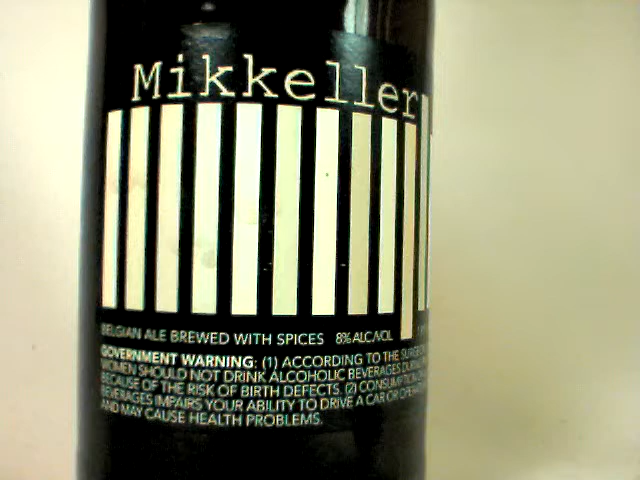 Mikkeller
BELGIAN ALE BREWED WITH SPICES 8% ALC/VOL
GOVERNMENT WARNING: (1) ACCORDING TO THE
WOMEN SHOULD NOT DRINK ALCOHOLIC BEVERAGES
BECAUSE OF THE RISK OF BIRTH DEFECTS. (2)
BEVERAGES IMPAIRS YOUR ABILITY TO DRIVE A CAR OR
AND MAY CAUSE HEALTH PROBLEMS.